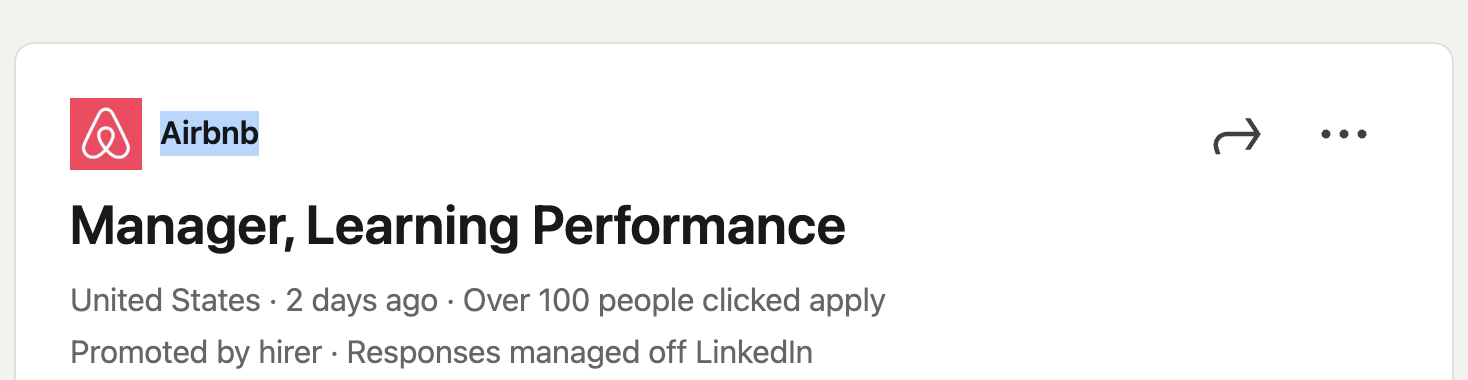 Airbnb
Manager, Learning Performance
United States · 2 days ago · Over 100 people clicked apply
Promoted by hirer · Responses managed off LinkedIn